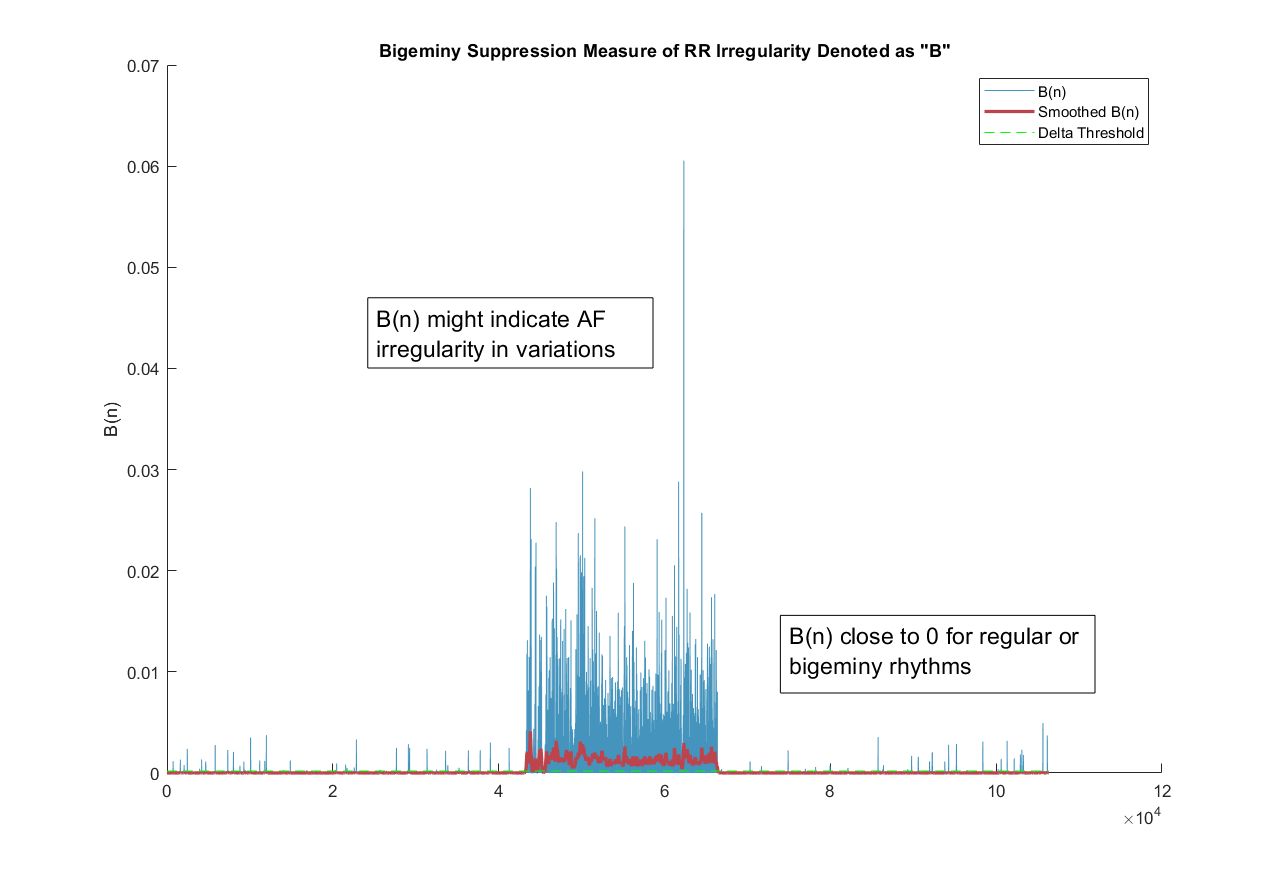 Bigeminy Suppression Measure of RR Irregularity Denoted as "B"
0.07
0.06
0.05
0.04
0.03
0.02
0.01
0
B(n)
B(n)
Smoothed B(n)
Delta Threshold
B(n) might indicate AF
irregularity in variations
B(n) close to 0 for regular or
bigeminy rhythms
0 2 4 6 8 10 12
×10⁴